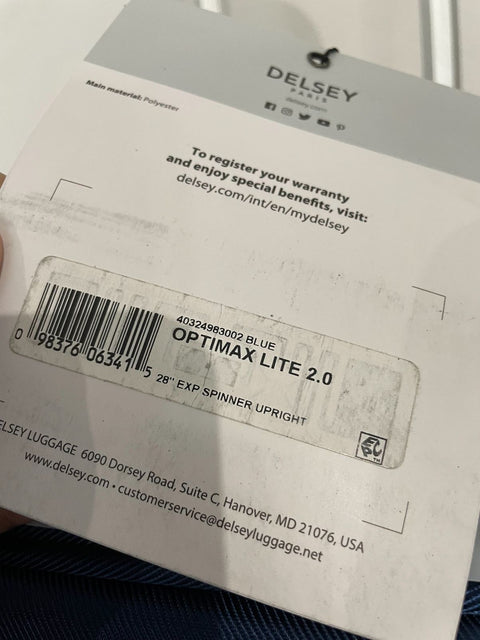 DELSEY
PARIS
delsey.com
Main material: Polyester
To register your warranty
and enjoy special benefits, visit:
delsey.com/int/en/mydelsey
40324983002 BLUE
OPTIMAX LITE 2.0
28" EXP SPINNER UPRIGHT
0 98376 06341 5
ELSEY LUGGAGE 6090 Dorsey Road, Suite C, Hanover, MD 21076, USA
www.delsey.com • customerservice@delseyluggage.net